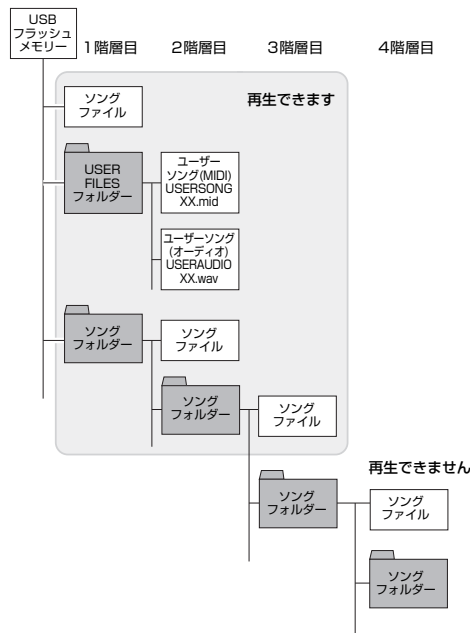 USB
フラッシュ
メモリー
1階層目
2階層目
3階層目
4階層目
再生できます
ソング
ファイル
USER
FILES
フォルダー
ユーザー
ソング(MIDI)
USERSONG
XX.mid
ユーザーソング
(オーディオ)
USERAUDIO
XX.wav
ソング
フォルダー
ソング
ファイル
ソング
フォルダー
ソング
ファイル
再生できません
ソング
フォルダー
ソング
ファイル
ソング
フォルダー